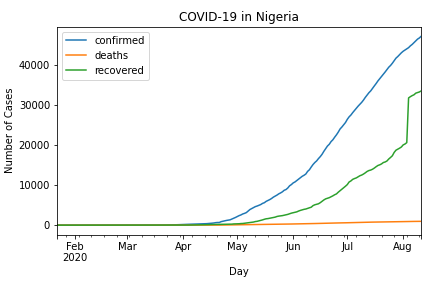 COVID-19 in Nigeria
confirmed
deaths
recovered
Number of Cases
40000
30000
20000
10000
0
Feb Mar Apr May Jun Jul Aug
2020
Day